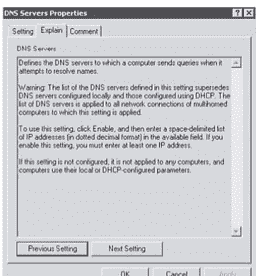 DNS Servers Properties
Setting Explain Comment
DNS Servers
Defines the DNS servers to which a computer sends queries when it
attempts to resolve names.
Warning: The list of the DNS servers defined in this setting supersedes
DNS servers configured locally and those configured using DHCP. The
list of DNS servers is applied to all network connections of multihomed
computers to which this setting is applied.
To use this setting, click Enable, and then enter a space-delimited list
of IP addresses (in dotted decimal format) in the available field. If you
enable this setting, you must enter at least one IP address.
If this setting is not configured, it is not applied to any computers, and
computers use their local or DHCP-configured parameters.
Previous Setting Next Setting
OK Cancel Apply